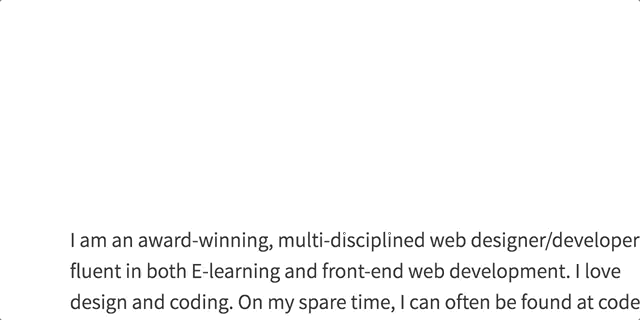 I am an award-winning, multi-disciplined web designer/developer
fluent in both E-learning and front-end web development. I love
design and coding. On my spare time, I can often be found at code